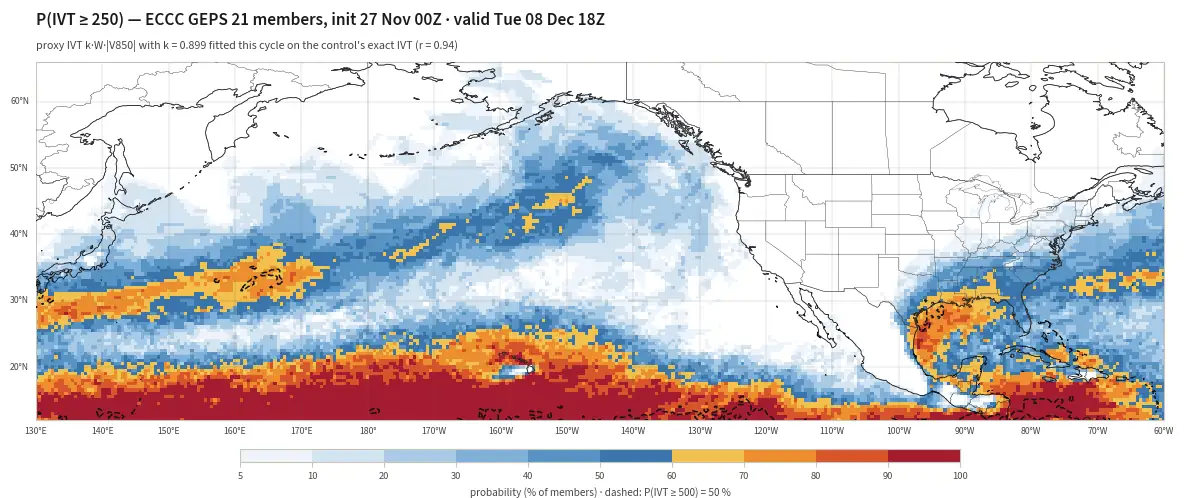 P(IVT ≥ 250) — ECCC GEPS 21 members, init 27 Nov 00Z · valid Tue 08 Dec 18Z
proxy IVT k·W·|V850| with k = 0.899 fitted this cycle on the control's exact IVT (r = 0.94)
60°N
50°N
40°N
30°N
20°N
130°E 140°E 150°E 160°E 170°E 180° 170°W 160°W 150°W 140°W 130°W 120°W 110°W 100°W 90°W 80°W 70°W 60°W
5 10 20 30 40 50 60 70 80 90 100
probability (% of members) · dashed: P(IVT ≥ 500) = 50 %